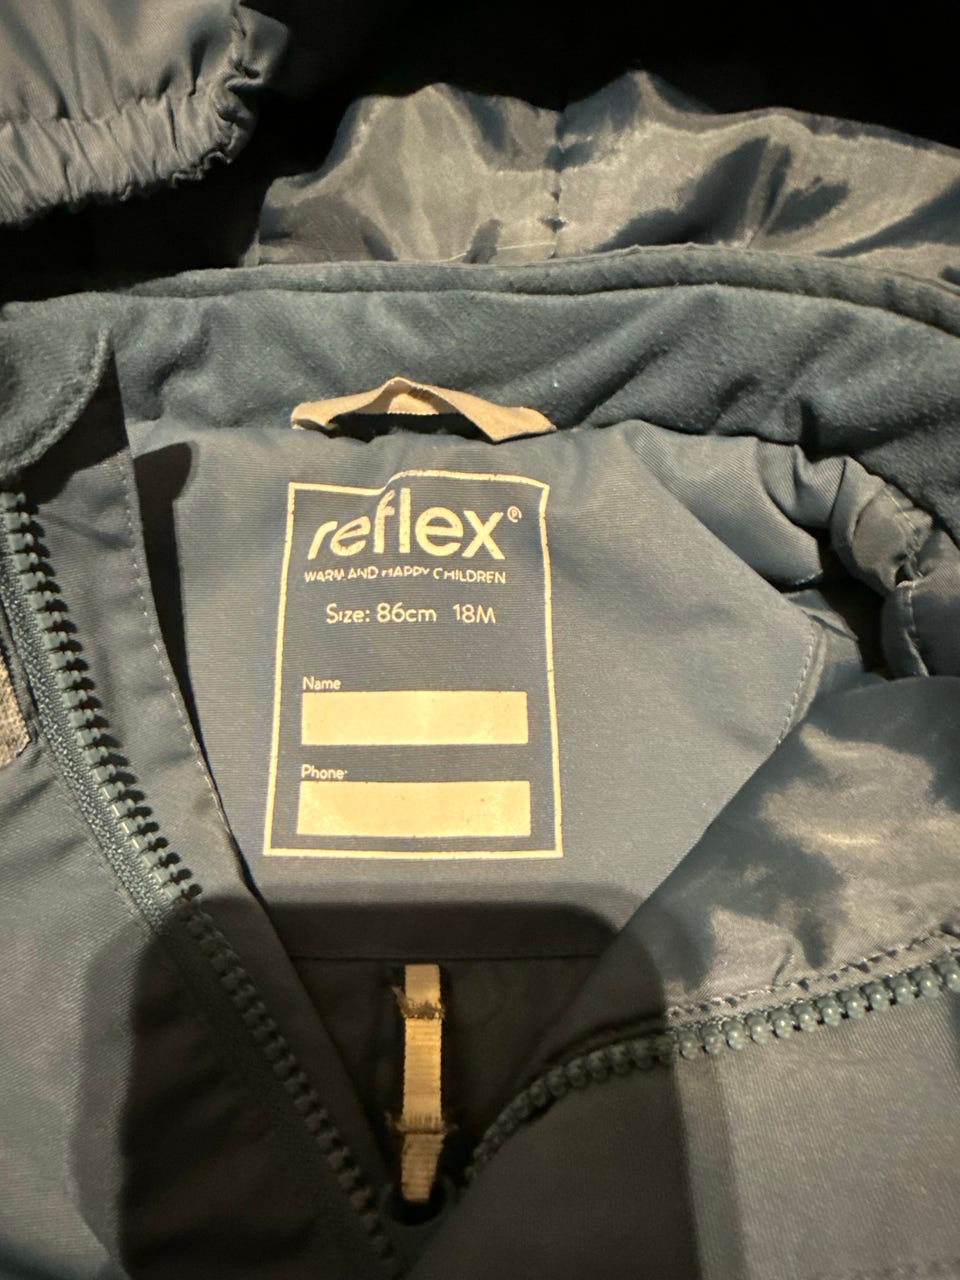 reflex®
WARM AND HAPPY CHILDREN
Size: 86cm 18M
Name
Phone: